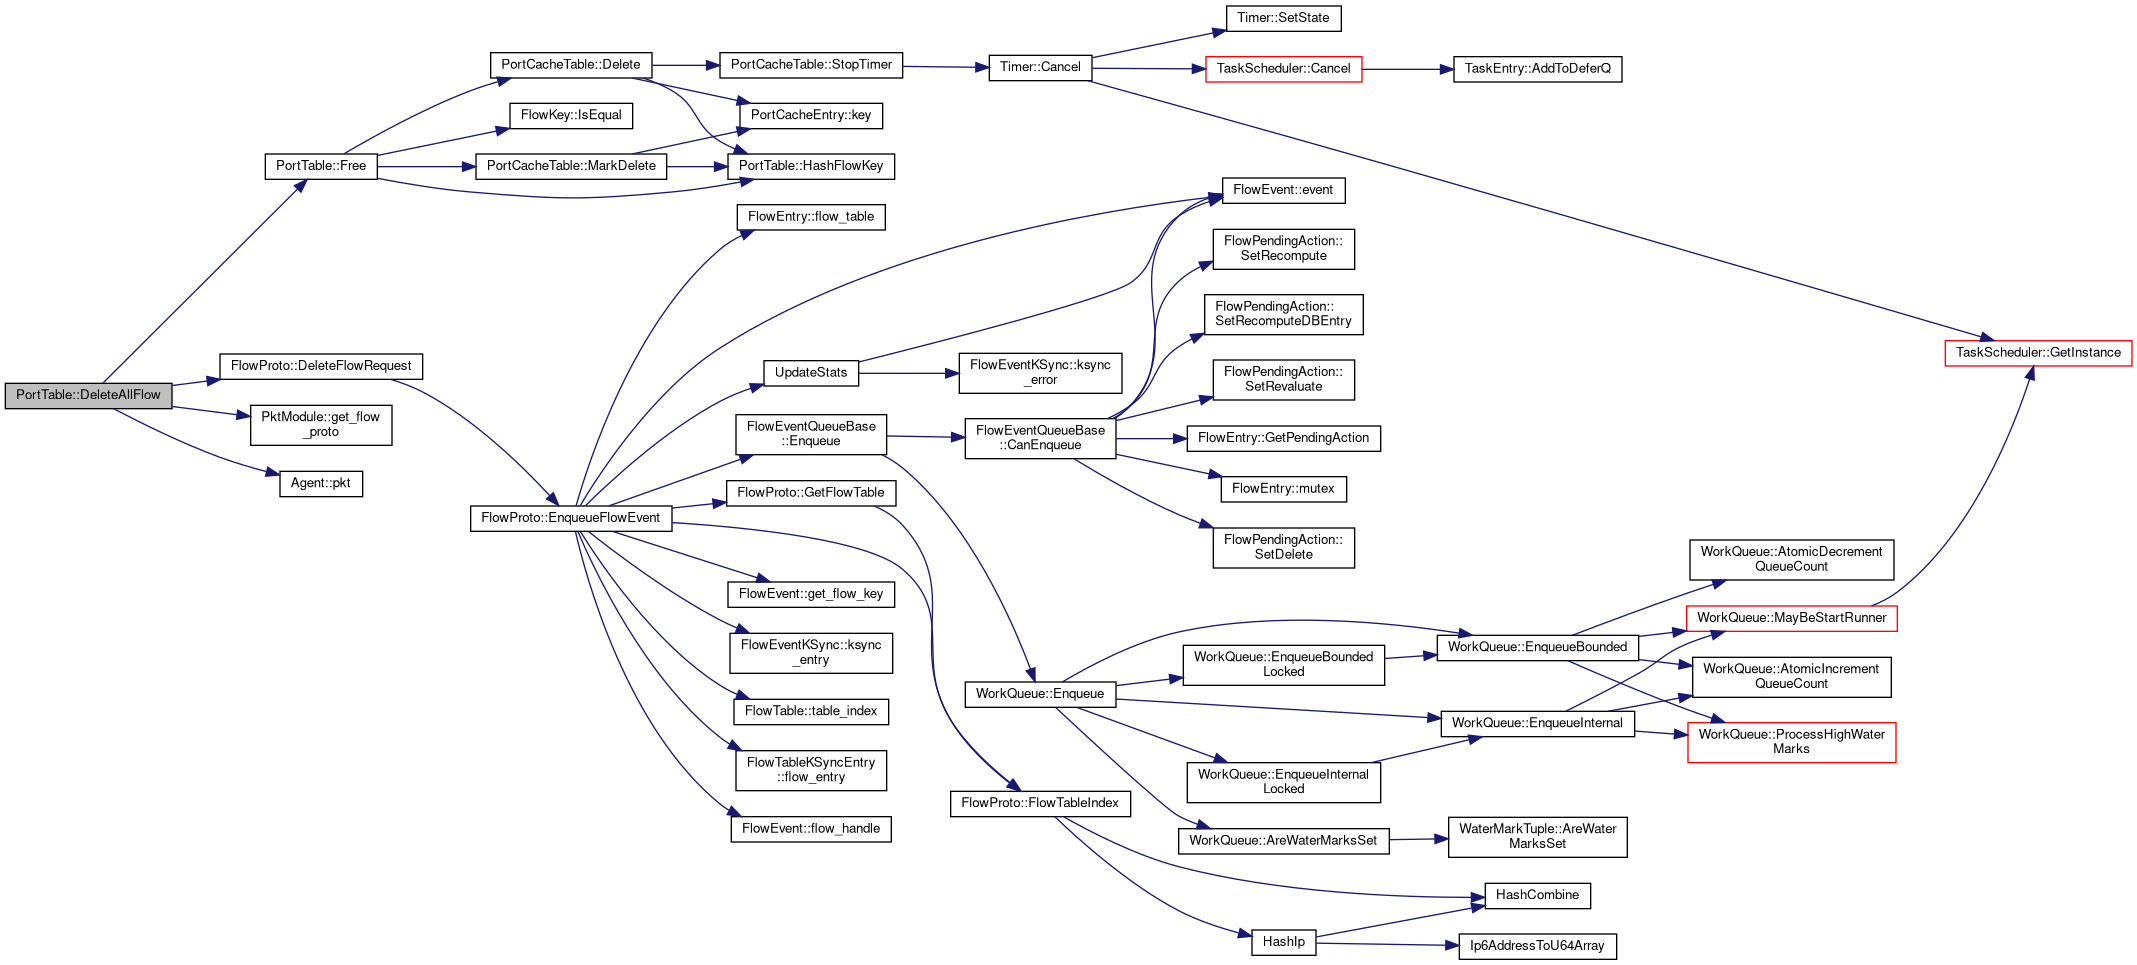 Timer::SetState
PortCacheTable::Delete
PortCacheTable::StopTimer
Timer::Cancel
TaskScheduler::Cancel
TaskEntry::AddToDeferQ
FlowKey::IsEqual
PortCacheEntry::key
PortTable::Free
PortCacheTable::MarkDelete
PortTable::HashFlowKey
FlowEvent::event
FlowEntry::flow_table
FlowPendingAction::
SetRecompute
FlowPendingAction::
SetRecomputeDBEntry
TaskScheduler::GetInstance
FlowProto::DeleteFlowRequest
UpdateStats
FlowEventKSync::ksync
_error
FlowPendingAction::
SetRevaluate
PortTable::DeleteAllFlow
PktModule::get_flow
_proto
FlowEventQueueBase
::Enqueue
FlowEventQueueBase
::CanEnqueue
FlowEntry::GetPendingAction
Agent::pkt
FlowProto::GetFlowTable
FlowEntry::mutex
FlowProto::EnqueueFlowEvent
FlowPendingAction::
SetDelete
WorkQueue::AtomicDecrement
QueueCount
FlowEvent::get_flow_key
WorkQueue::MayBeStartRunner
FlowEventKSync::ksync
_entry
WorkQueue::EnqueueBounded
WorkQueue::EnqueueBounded
Locked
WorkQueue::AtomicIncrement
QueueCount
WorkQueue::Enqueue
FlowTable::table_index
WorkQueue::EnqueueInternal
WorkQueue::ProcessHighWater
Marks
FlowTableKSyncEntry
::flow_entry
WorkQueue::EnqueueInternal
Locked
FlowProto::FlowTableIndex
FlowEvent::flow_handle
WorkQueue::AreWaterMarksSet
WaterMarkTuple::AreWater
MarksSet
HashCombine
HashIp
Ip6AddressToU64Array